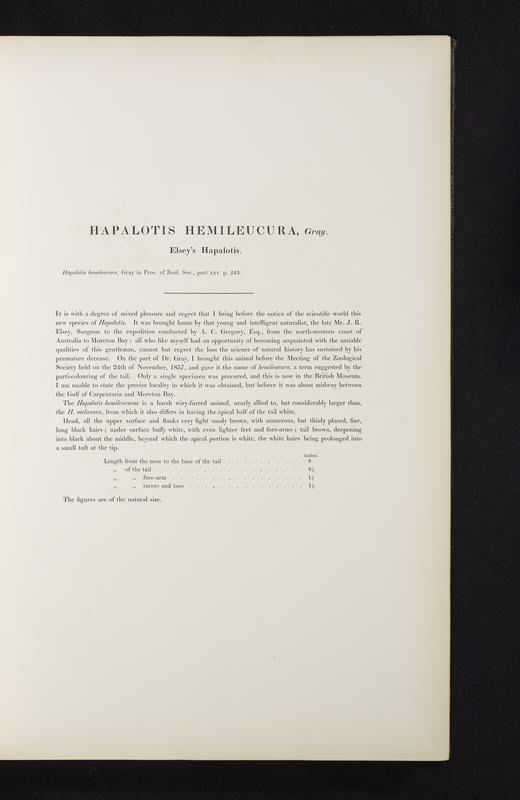 HAPALOTIS HEMILEUCURA, Gray.
Elsey's Hapalotis.
Hapalotis hemileucura, Gray in Proc. of Zool. Soc., part xxv. p. 243.
It is with a degree of mixed pleasure and regret that I bring before the notice of the scientific world this
new species of Hapalotis. It was brought home by that young and intelligent naturalist, the late Mr. J. R.
Elsey, Surgeon to the expedition conducted by A. C. Gregory, Esq., from the north-western coast of
Australia to Moreton Bay: all who like myself had an opportunity of becoming acquainted with the amiable
qualities of this gentleman, cannot but regret the loss the science of natural history has sustained by his
premature decease. On the part of Dr. Gray, I brought this animal before the Meeting of the Zoological
Society held on the 24th of November, 1857, and gave it the name of hemileucura, a term suggested by the
parti-colouring of the tail. Only a single specimen was procured, and this is now in the British Museum.
I am unable to state the precise locality in which it was obtained, but believe it was about midway between
the Gulf of Carpentaria and Moreton Bay.
The Hapalotis hemileucurus is a harsh wiry-furred animal, nearly allied to, but considerably larger than,
the H. melanura, from which it also differs in having the apical half of the tail white.
Head, all the upper surface and flanks very light sandy brown, with numerous, but thinly placed, fine,
long black hairs; under surface buffy white, with even lighter feet and fore-arms; tail brown, deepening
into black about the middle, beyond which the apical portion is white, the white hairs being prolonged into
a small tuft at the tip.
inches.
Length from the nose to the base of the tail . . . . . . . . . 8
„ of the tail . . . . . . . . . . . . . . . . 6½
„ „ fore-arm . . . . . . . . . . . . . . 1¼
„ „ tarsus and toes . . . . . . . . . . . . 1½
The figures are of the natural size.